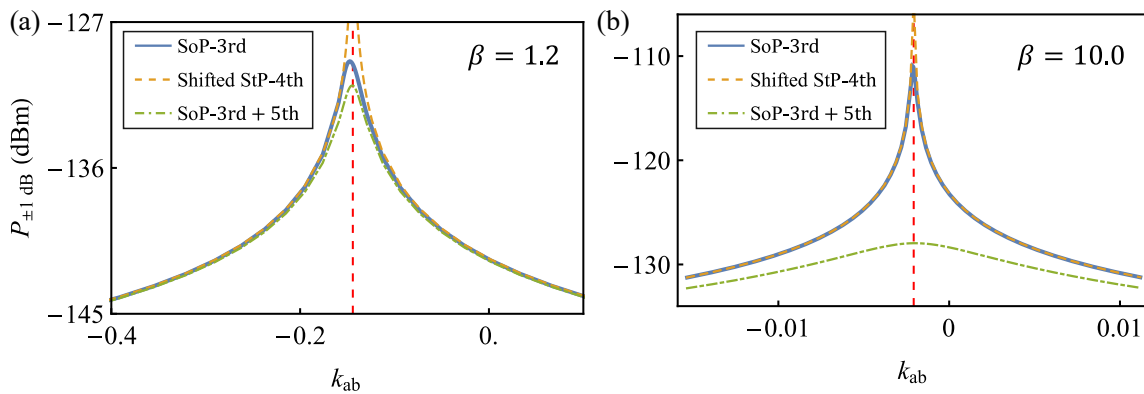 (a)
−127
−136
−145
P±1 dB (dBm)
SoP-3rd
Shifted StP-4th
SoP-3rd + 5th
β = 1.2
−0.4
−0.2
0.
kab
(b)
−110
−120
−130
SoP-3rd
Shifted StP-4th
SoP-3rd + 5th
β = 10.0
−0.01
0
0.01
kab